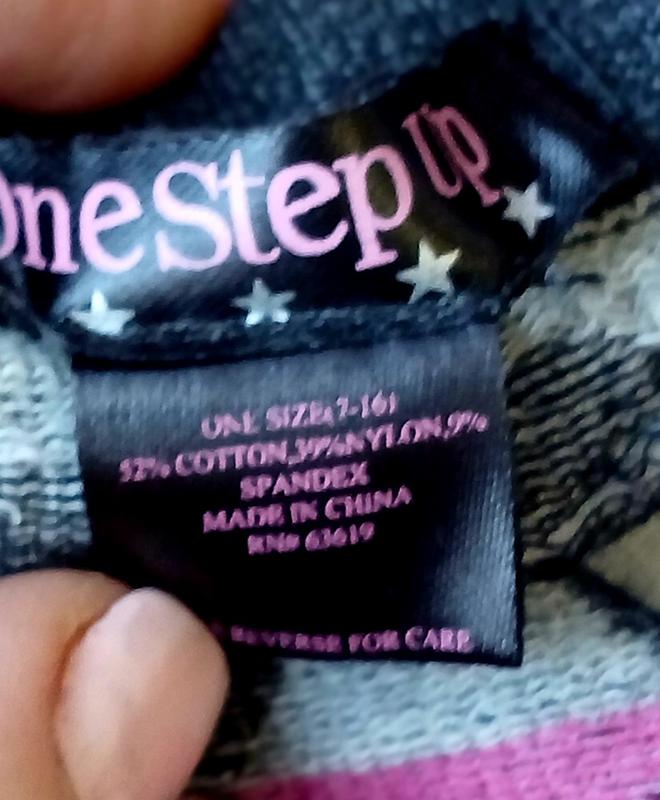 One Step Up
ONE SIZE(7-16)
52% COTTON,39%NYLON,9%
SPANDEX
MADE IN CHINA
RN# 63619
REVERSE FOR CARE